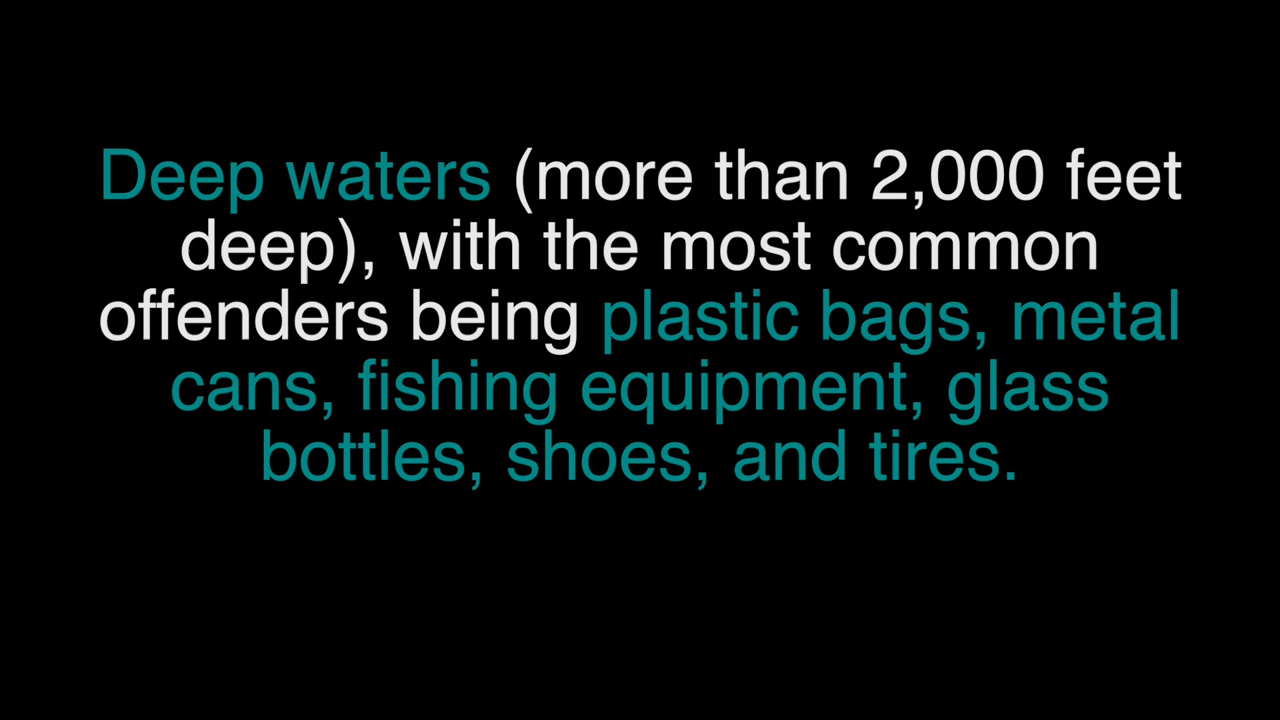 Deep waters (more than 2,000 feet
deep), with the most common
offenders being plastic bags, metal
cans, fishing equipment, glass
bottles, shoes, and tires.